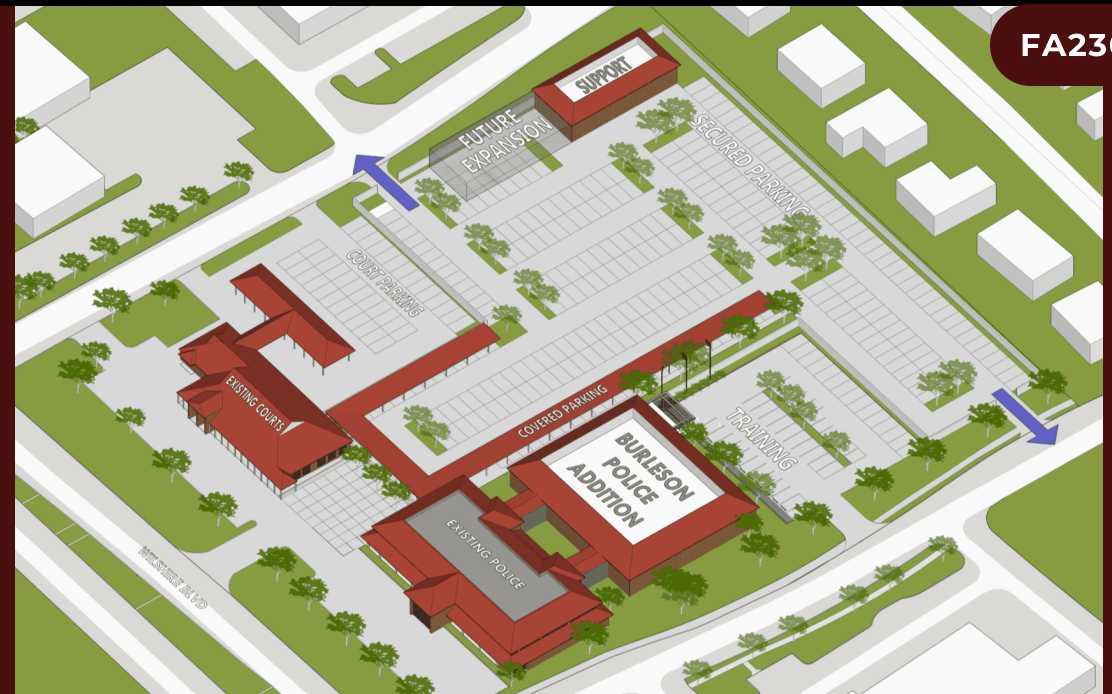 FA23
SUPPORT
FUTURE
EXPANSION
SECURED PARKING
COURT PARKING
EXISTING COURTS
COVERED PARKING
TRAINING
BURLESON
POLICE
ADDITION
EXISTING POLICE
WILSHIRE BLVD